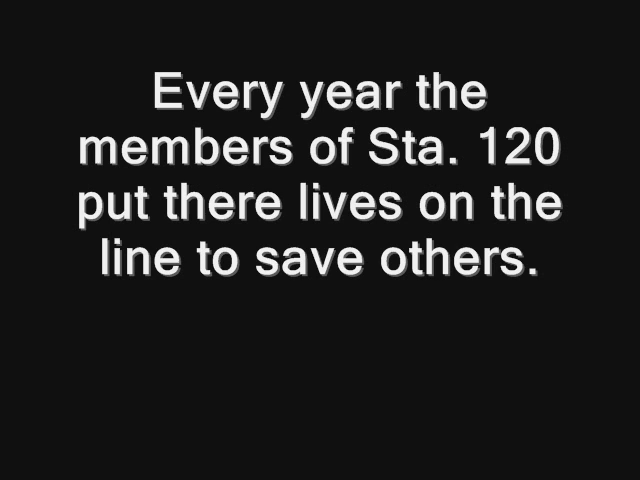 Every year the
members of Sta. 120
put there lives on the
line to save others.